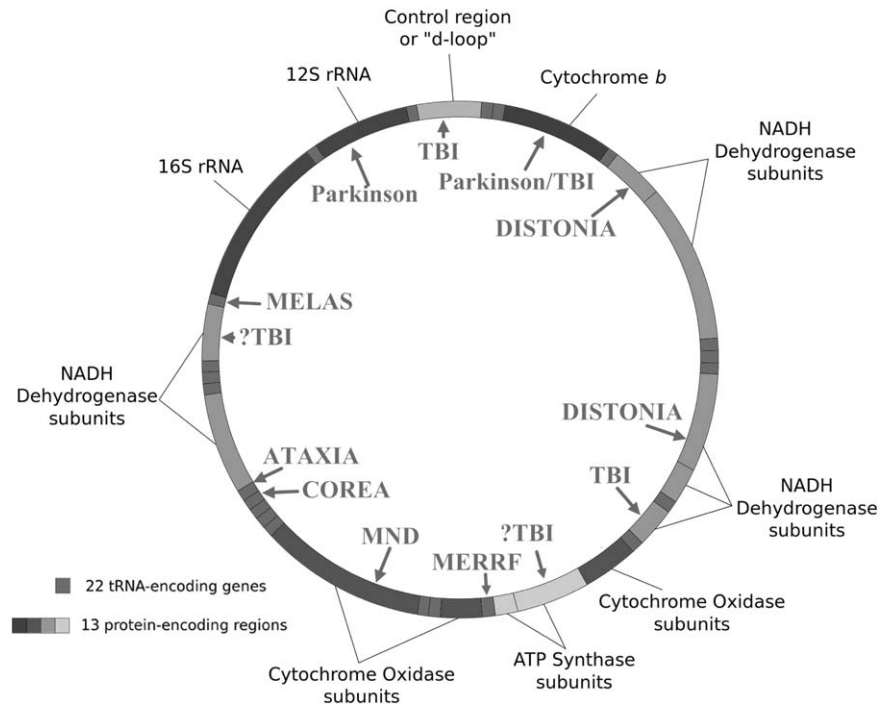 Control region
or "d-loop"
12S rRNA
Cytochrome b
NADH
Dehydrogenase
subunits
16S rRNA
TBI
Parkinson
Parkinson/TBI
DISTONIA
MELAS
?TBI
NADH
Dehydrogenase
subunits
DISTONIA
ATAXIA
COREA
TBI
NADH
Dehydrogenase
subunits
MND
?TBI
MERRF
22 tRNA-encoding genes
13 protein-encoding regions
Cytochrome Oxidase
subunits
ATP Synthase
subunits
Cytochrome Oxidase
subunits